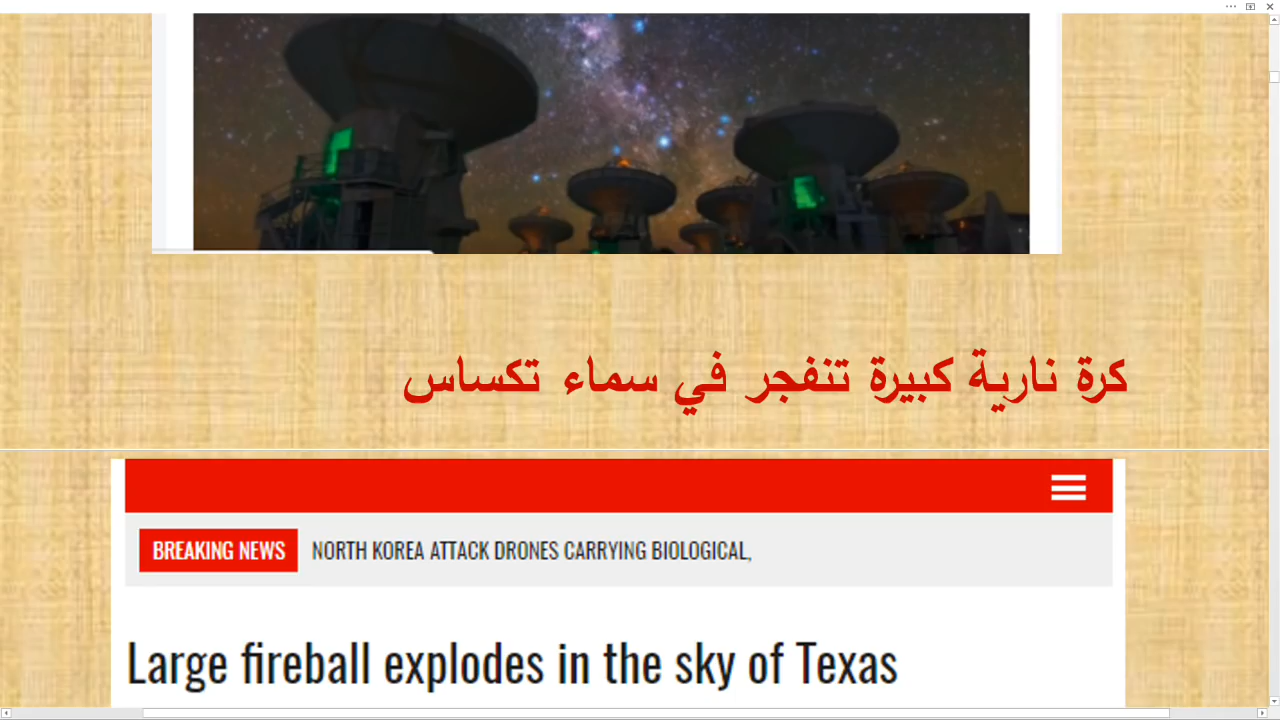 كرة نارية كبيرة تنفجر في سماء تكساس
BREAKING NEWS NORTH KOREA ATTACK DRONES CARRYING BIOLOGICAL,
Large fireball explodes in the sky of Texas